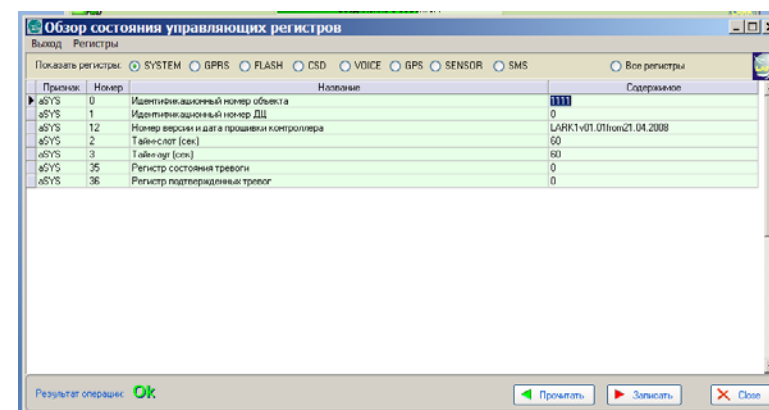 Обзор состояния управляющих регистров
Выход Регистры
Показать регистры: SYSTEM GPRS FLASH CSD VOICE GPS SENSOR SMS Все регистры
Признак Номер Название Содержимое
aSYS 0 Идентификационный номер объекта 1111
aSYS 1 Идентификационный номер ДЦ 0
aSYS 12 Номер версии и дата прошивки контроллера LARK1v01.01from21.04.2008
aSYS 2 Тайм-слот (сек) 60
aSYS 3 Тайм-аут (сек) 60
aSYS 35 Регистр состояния тревоги 0
aSYS 36 Регистр подтвержденных тревог 0
Результат операции: Ok Прочитать Записать Close